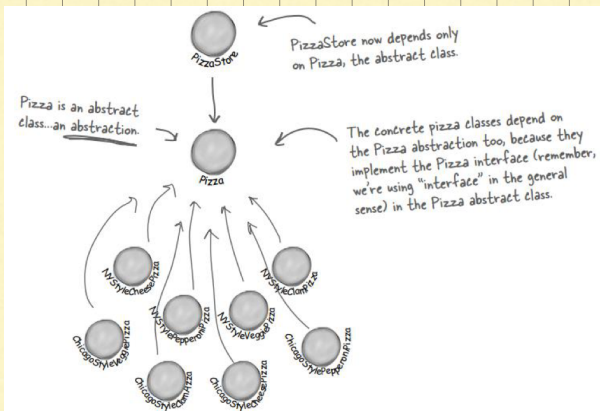 PizzaStore now depends only
on Pizza, the abstract class.
PizzaStore
Pizza is an abstract
class...an abstraction.
Pizza
The concrete pizza classes depend on
the Pizza abstraction too, because they
implement the Pizza interface (remember,
we're using "interface" in the general
sense) in the Pizza abstract class.
NYStyleCheesePizza
NYStyleClamPizza
NYStylePepperoniPizza
NYStyleVeggiePizza
ChicagoStyleVeggiePizza
ChicagoStylePepperoniPizza
ChicagoStyleClamPizza
ChicagoStyleCheesePizza